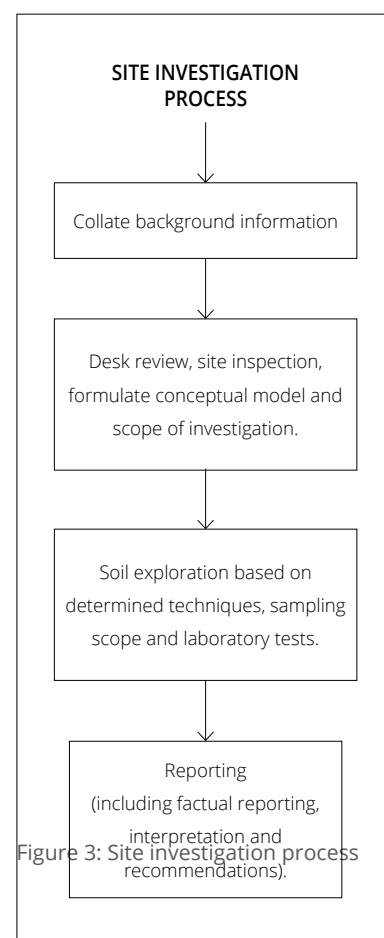 SITE INVESTIGATION
PROCESS
Collate background information
Desk review, site inspection,
formulate conceptual model and
scope of investigation.
Soil exploration based on
determined techniques, sampling
scope and laboratory tests.
Reporting
(including factual reporting,
interpretation and
Figure 3: Site investigation process
recommendations).